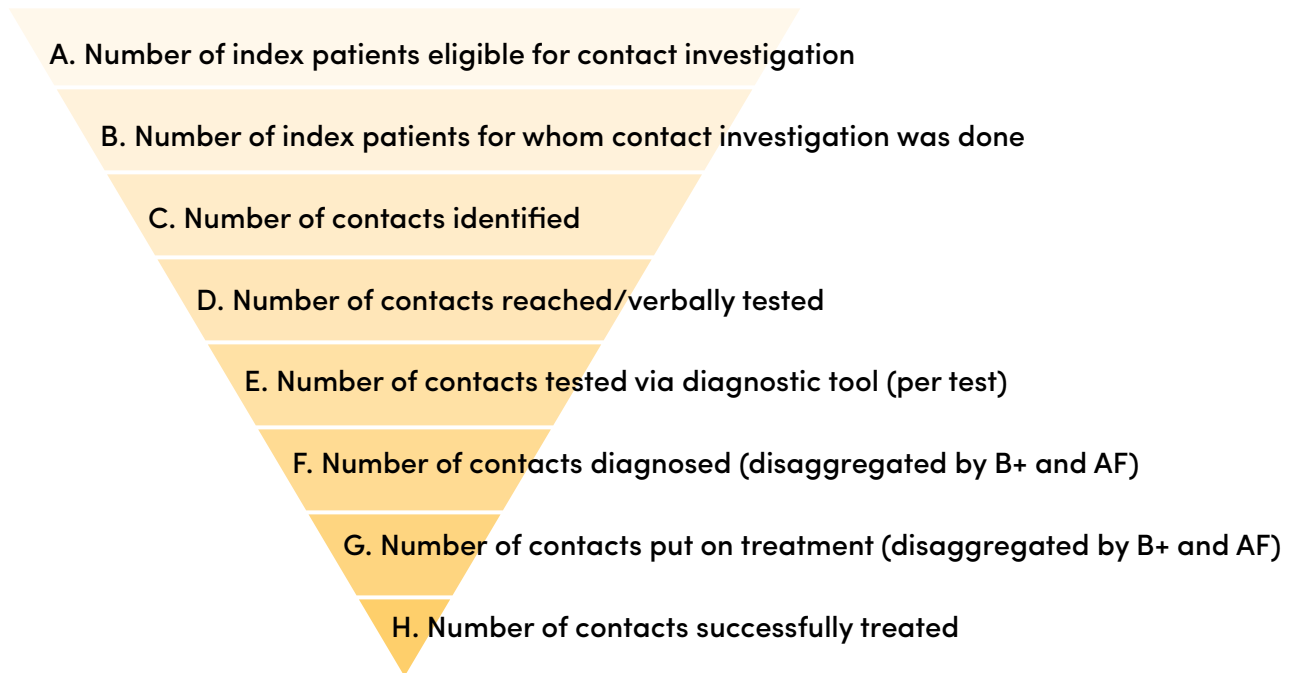 A. Number of index patients eligible for contact investigation
B. Number of index patients for whom contact investigation was done
C. Number of contacts identified
D. Number of contacts reached/verbally tested
E. Number of contacts tested via diagnostic tool (per test)
F. Number of contacts diagnosed (disaggregated by B+ and AF)
G. Number of contacts put on treatment (disaggregated by B+ and AF)
H. Number of contacts successfully treated